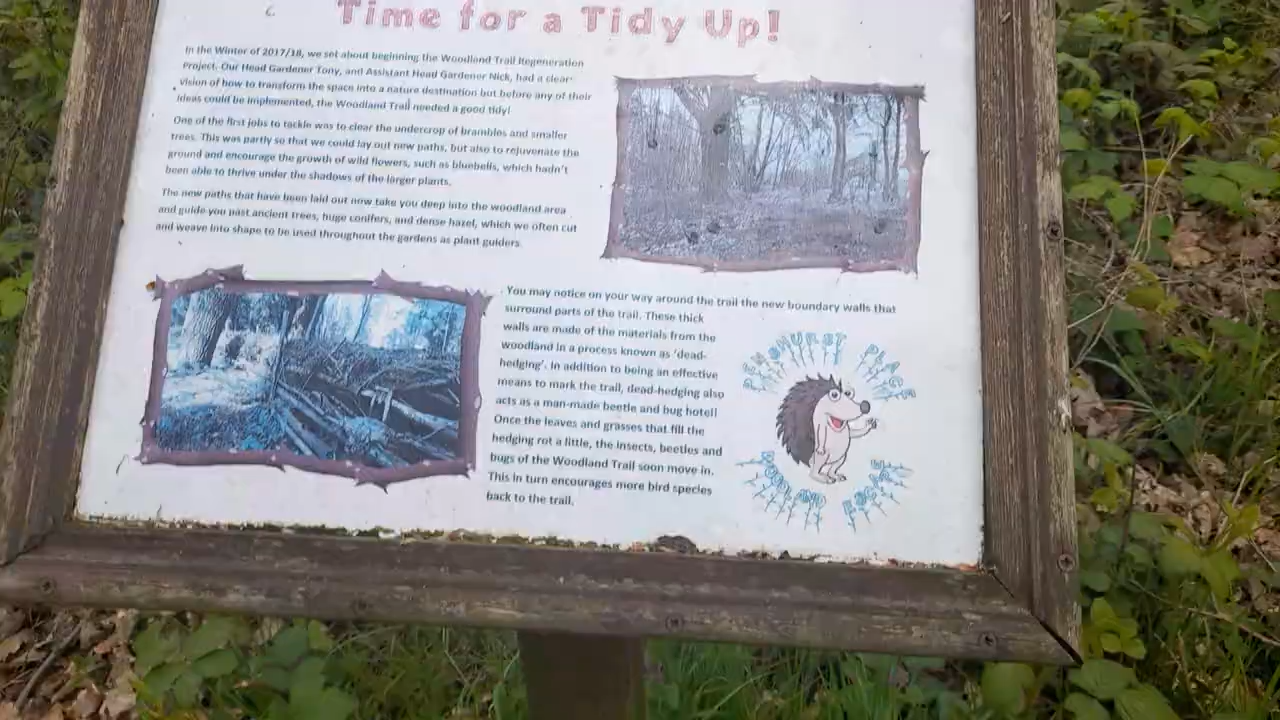 Time for a Tidy Up!
In the Winter of 2017/18, we set about beginning the Woodland Trail Regeneration
Project. Our Head Gardener Tony, and Assistant Head Gardener Nick, had a clear
vision of how to transform the space into a nature destination but before any of their
ideas could be implemented, the Woodland Trail needed a good tidy!
One of the first jobs to tackle was to clear the undercrop of brambles and smaller
trees. This was partly so that we could lay out new paths, but also to rejuvenate the
ground and encourage the growth of wild flowers, such as bluebells, which hadn't
been able to thrive under the shadows of the larger plants.
The new paths that have been laid out now take you deep into the woodland area
and guide you past ancient trees, huge conifers, and dense hazel, which we often cut
and weave into shape to be used throughout the gardens as plant guiders.
You may notice on your way around the trail the new boundary walls that
surround parts of the trail. These thick
walls are made of the materials from the
woodland in a process known as 'dead-
hedging'. In addition to being an effective
means to mark the trail, dead-hedging also
acts as a man-made beetle and bug hotel!
Once the leaves and grasses that fill the
hedging rot a little, the insects, beetles and
bugs of the Woodland Trail soon move in.
This in turn encourages more bird species
back to the trail.
PENSHURST PLACE
WOODLAND ESCAPE